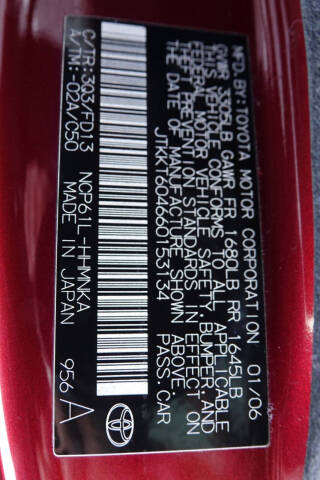 MFD. BY: TOYOTA MOTOR CORPORATION 01/06
GVWR 3305LB GAWR FR 1680LB RR 1645LB
THIS VEHICLE CONFORMS TO ALL APPLICABLE
FEDERAL MOTOR VEHICLE SAFETY, BUMPER, AND
THEFT PREVENTION STANDARDS IN EFFECT ON
THE DATE OF MANUFACTURE SHOWN ABOVE.
JTKKT604660153134 PASS. CAR
C/TR:3Q3/FD13 NCP61L-HHMNKA 956A
A/TM:-02A/C50 MADE IN JAPAN
TOYOTA